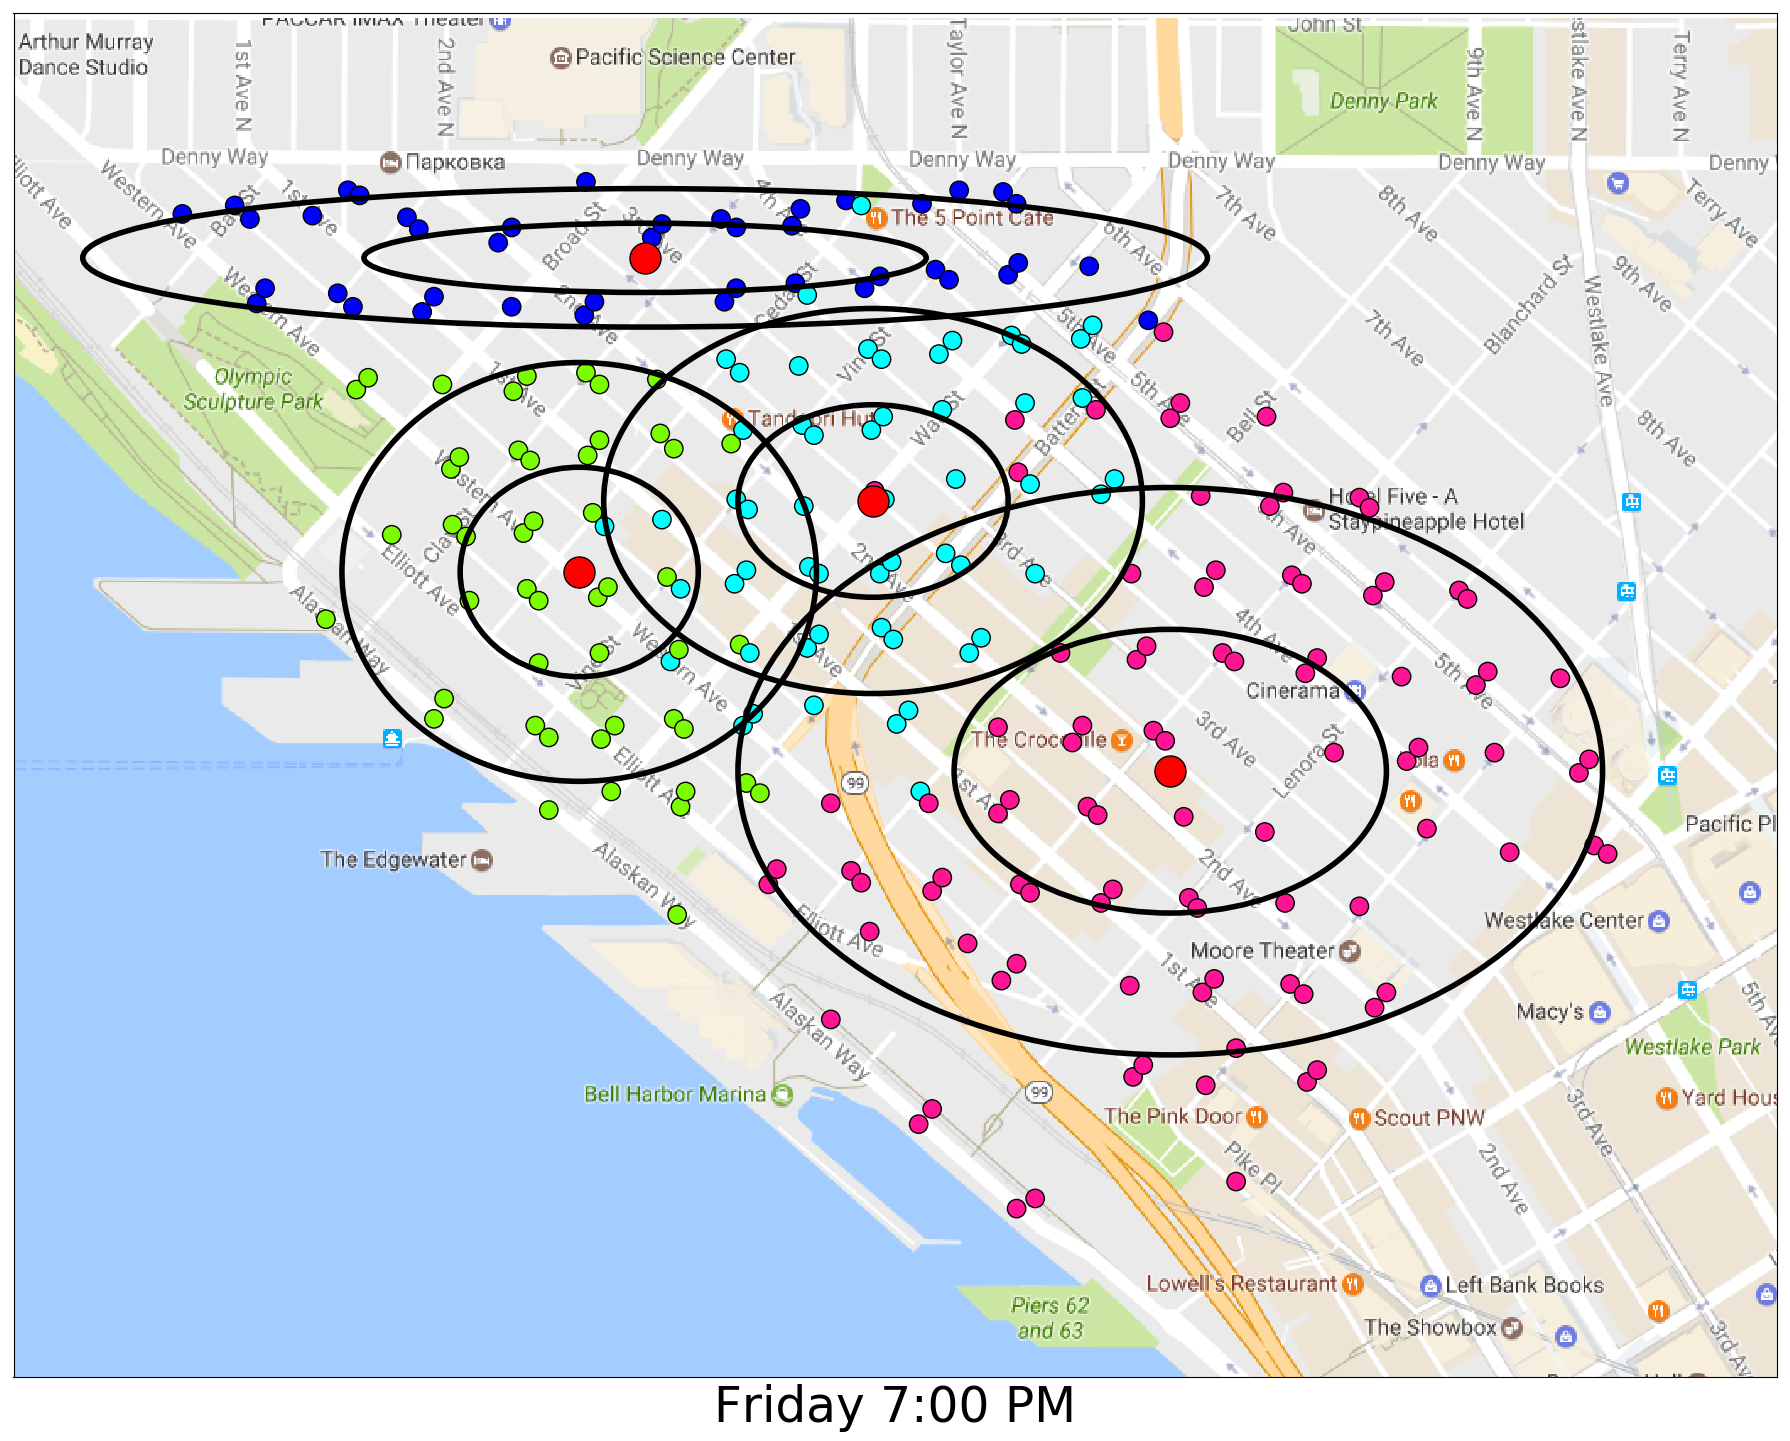 PACCAR IMAX Theater
John St
Arthur Murray
Dance Studio
1st Ave N
2nd Ave N
Pacific Science Center
Taylor Ave N
9th Ave N
Terry Ave N
Denny Park
Denny Way
Парковка
Denny Way
Denny Way
Denny Way
Denny Way
Denny
Elliott Ave
Western Ave
1st Ave
Broad St
4th Ave
The 5 Point Cafe
6th Ave
7th Ave
8th Ave
Terry Ave
Western Ave
2nd Ave
Cedar St
5th Ave
7th Ave
Blanchard St
9th Ave
Westlake Ave
Olympic
Sculpture Park
1st Ave
Vine St
5th Ave
Bell St
8th Ave
Tandoori Hut
Wall St
Western Ave
Hotel Five - A
Staypineapple Hotel
6th Ave
Elliott Ave
2nd Ave
3rd Ave
Alaskan Way
Western Ave
1st Ave
4th Ave
5th Ave
Vine St
Cinerama
The Crocodile
3rd Ave
Lenora St
Lola
Elliott Ave
99
1st Ave
Pacific Pl
The Edgewater
Alaskan Way
2nd Ave
Elliott Ave
Westlake Center
Moore Theater
1st Ave
Macy's
5th Ave
Alaskan Way
Westlake Park
Bell Harbor Marina
99
The Pink Door
Scout PNW
Yard Hous
3rd Ave
Pike Pl
2nd Ave
Lowell's Restaurant
Left Bank Books
Piers 62
and 63
The Showbox
3rd Ave
Friday 7:00 PM